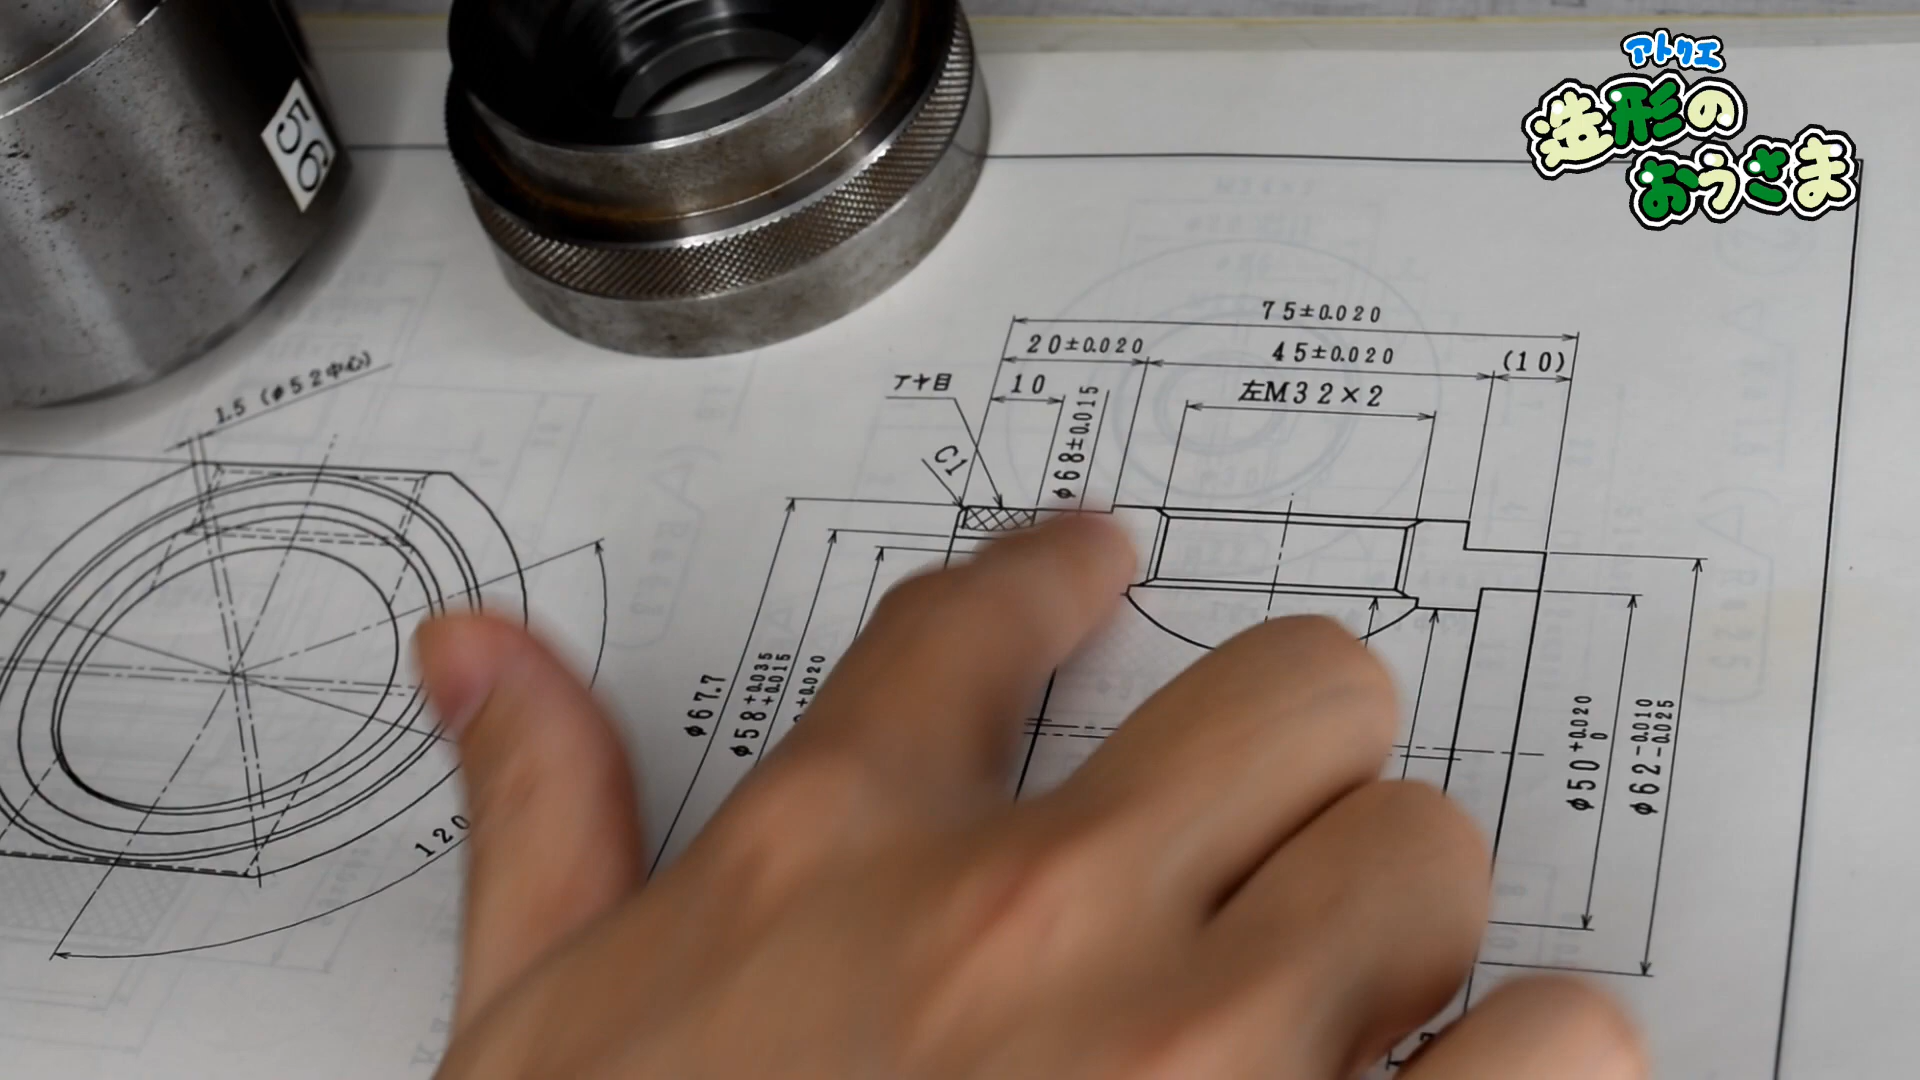 アトリエ
造形の
おうさま
56
75±0.020
20±0.020
45±0.020
(10)
アヤ目
10
左M32×2
φ68±0.015
C1
1.5 (φ52中心)
120
φ67.7
φ58 +0.035 +0.015
+0.020
φ50 +0.020 0
φ62 -0.010 -0.025